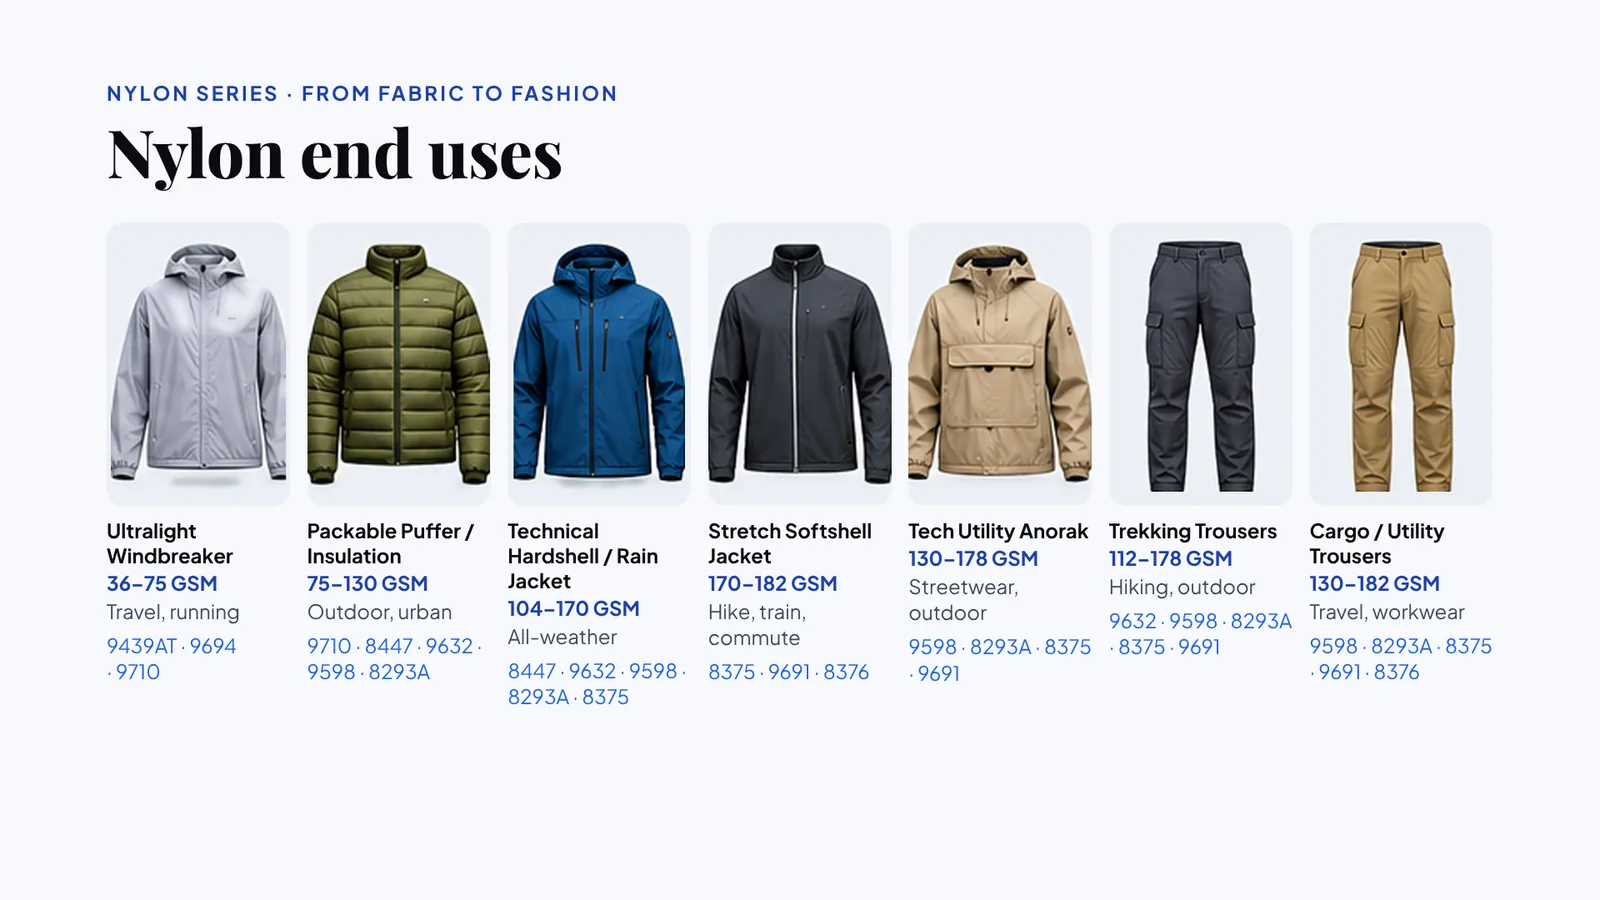 NYLON SERIES · FROM FABRIC TO FASHION
Nylon end uses
Ultralight
Windbreaker
36–75 GSM
Travel, running
9439AT · 9694
· 9710
Packable Puffer /
Insulation
75–130 GSM
Outdoor, urban
9710 · 8447 · 9632 ·
9598 · 8293A
Technical
Hardshell / Rain
Jacket
104–170 GSM
All-weather
8447 · 9632 · 9598 ·
8293A · 8375
Stretch Softshell
Jacket
170–182 GSM
Hike, train,
commute
8375 · 9691 · 8376
Tech Utility Anorak
130–178 GSM
Streetwear,
outdoor
9598 · 8293A · 8375
· 9691
Trekking Trousers
112–178 GSM
Hiking, outdoor
9632 · 9598 · 8293A
· 8375 · 9691
Cargo / Utility
Trousers
130–182 GSM
Travel, workwear
9598 · 8293A · 8375
· 9691 · 8376